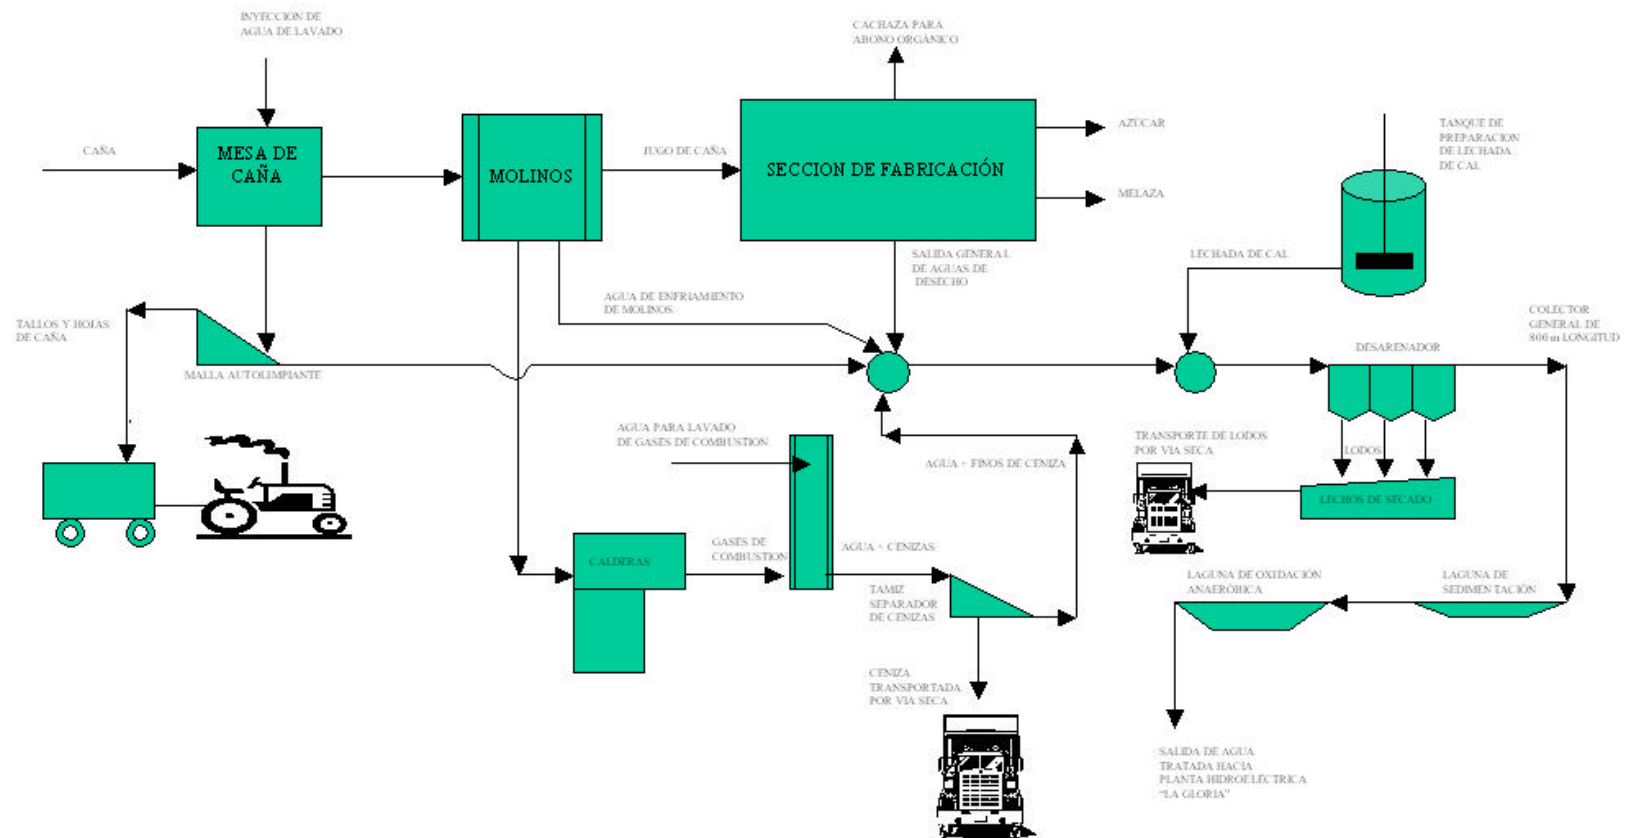 INYECCION DE
AGUA DE LAVADO
CACHAZA PARA
ABONO ORGÁNICO
CAÑA
MESA DE
CAÑA
MOLINOS
JUGO DE CAÑA
SECCION DE FABRICACIÓN
AZÚCAR
MELAZA
TANQUE DE
PREPARACION
DE LECHADA
DE CAL
SALIDA GENERAL
DE AGUAS DE
DESECHO
LECHADA DE CAL
AGUA DE ENFRIAMIENTO
DE MOLINOS
TALLOS Y HOJAS
DE CAÑA
MALLA AUTOLIMPIANTE
DESARENADOR
COLECTOR
GENERAL DE
800 m LONGITUD
AGUA PARA LAVADO
DE GASES DE COMBUSTION
AGUA + FINOS DE CENIZA
TRANSPORTE DE LODOS
POR VIA SECA
LODOS
LECHOS DE SECADO
CALDERAS
GASES DE
COMBUSTION
AGUA + CENIZAS
TAMIZ
SEPARADOR
DE CENIZAS
LAGUNA DE OXIDACIÓN
ANAERÓBICA
LAGUNA DE
SEDIMENTACIÓN
CENIZA
TRANSPORTADA
POR VIA SECA
SALIDA DE AGUA
TRATADA HACIA
PLANTA HIDROELÉCTRICA
“LA GLORIA”